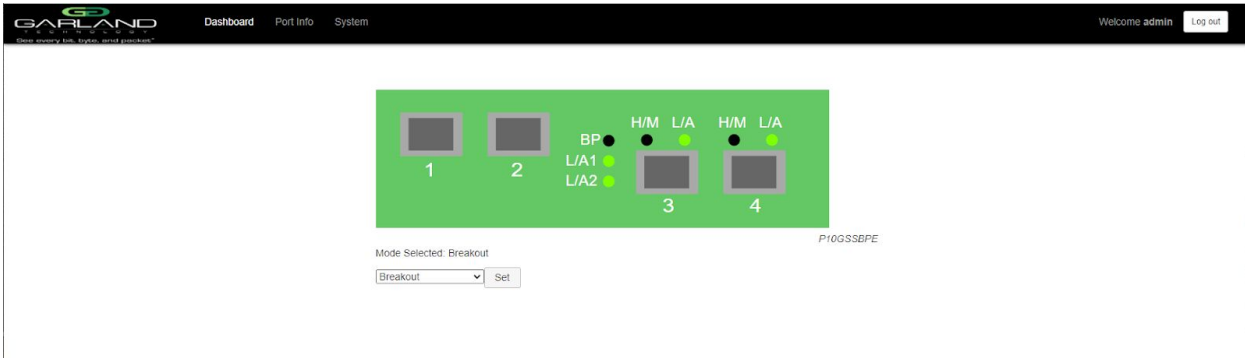 GARLAND
TECHNOLOGY
See every bit, byte, and packet®
Dashboard Port Info System
Welcome admin Log out
H/M L/A H/M L/A
BP
L/A1
L/A2
1 2
3 4
P10GSSBPE
Mode Selected: Breakout
Breakout Set